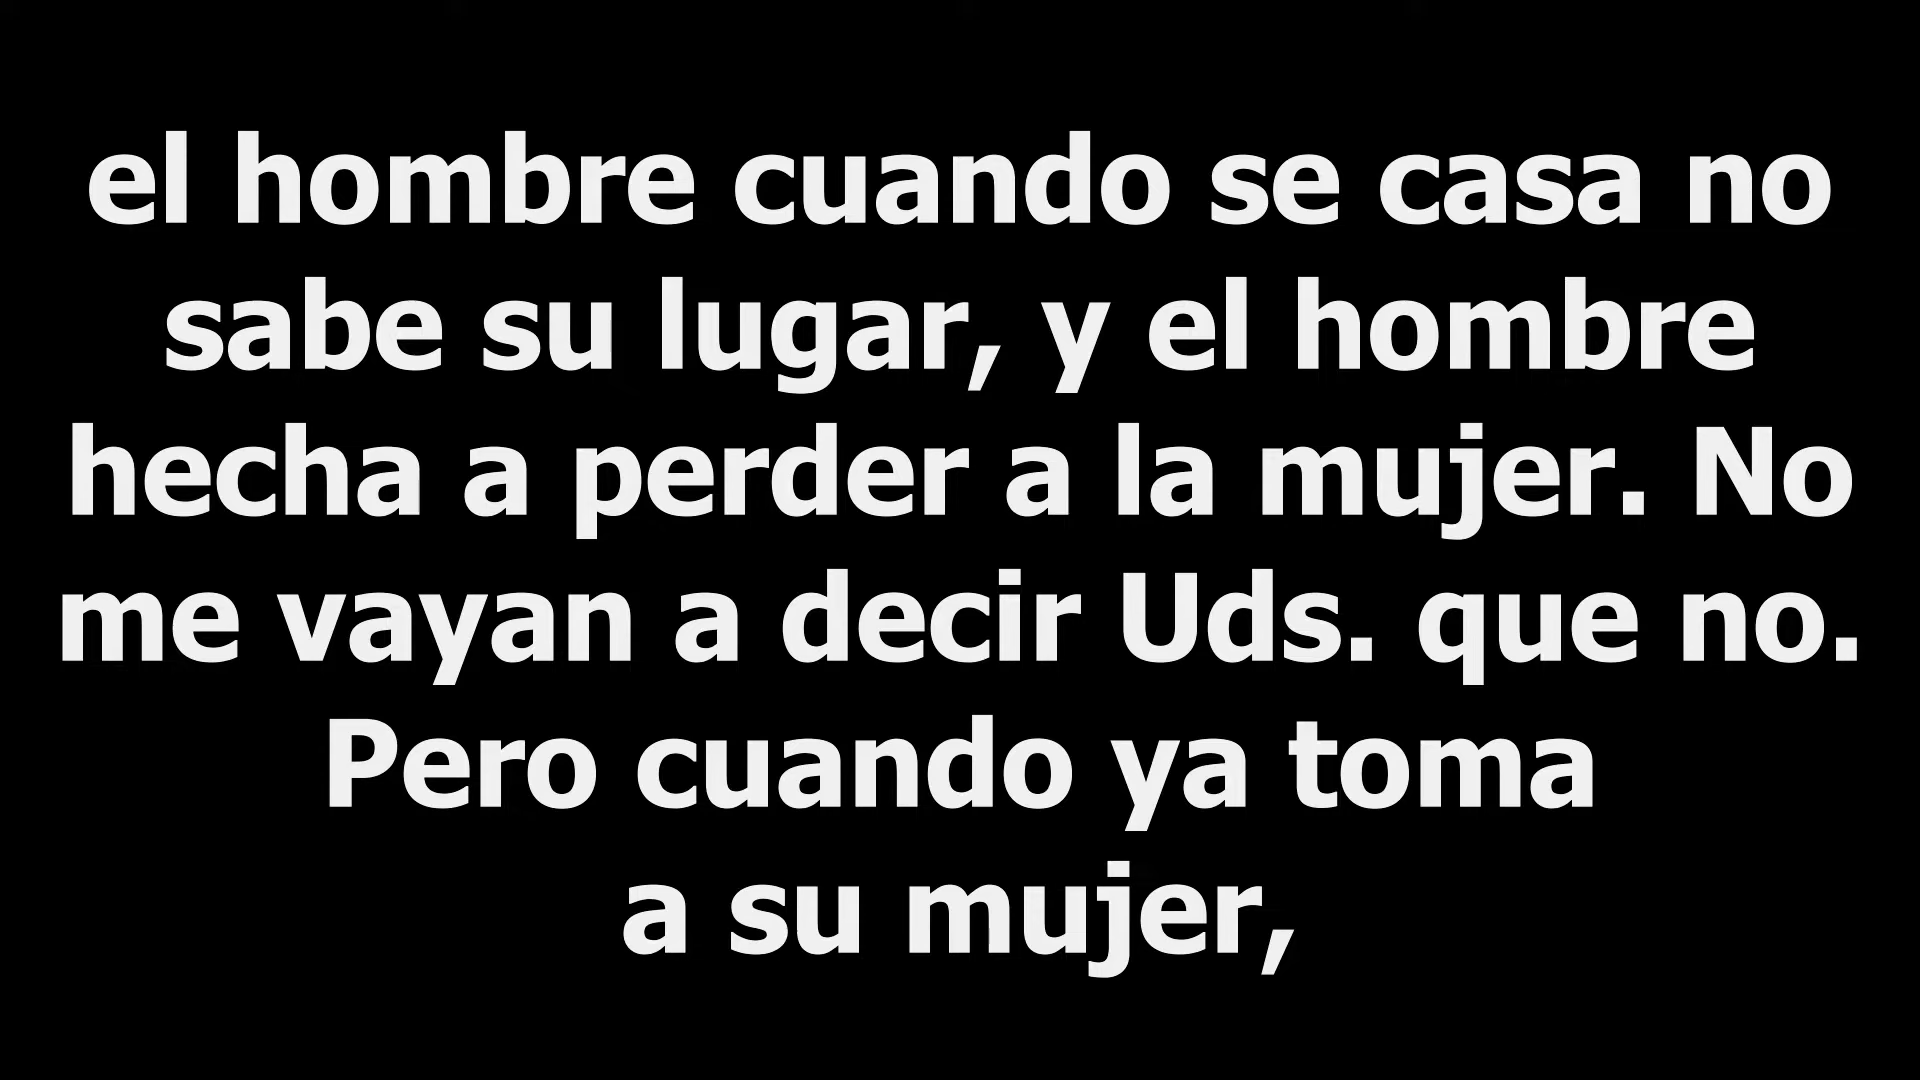 el hombre cuando se casa no
sabe su lugar, y el hombre
hecha a perder a la mujer. No
me vayan a decir Uds. que no.
Pero cuando ya toma
a su mujer,